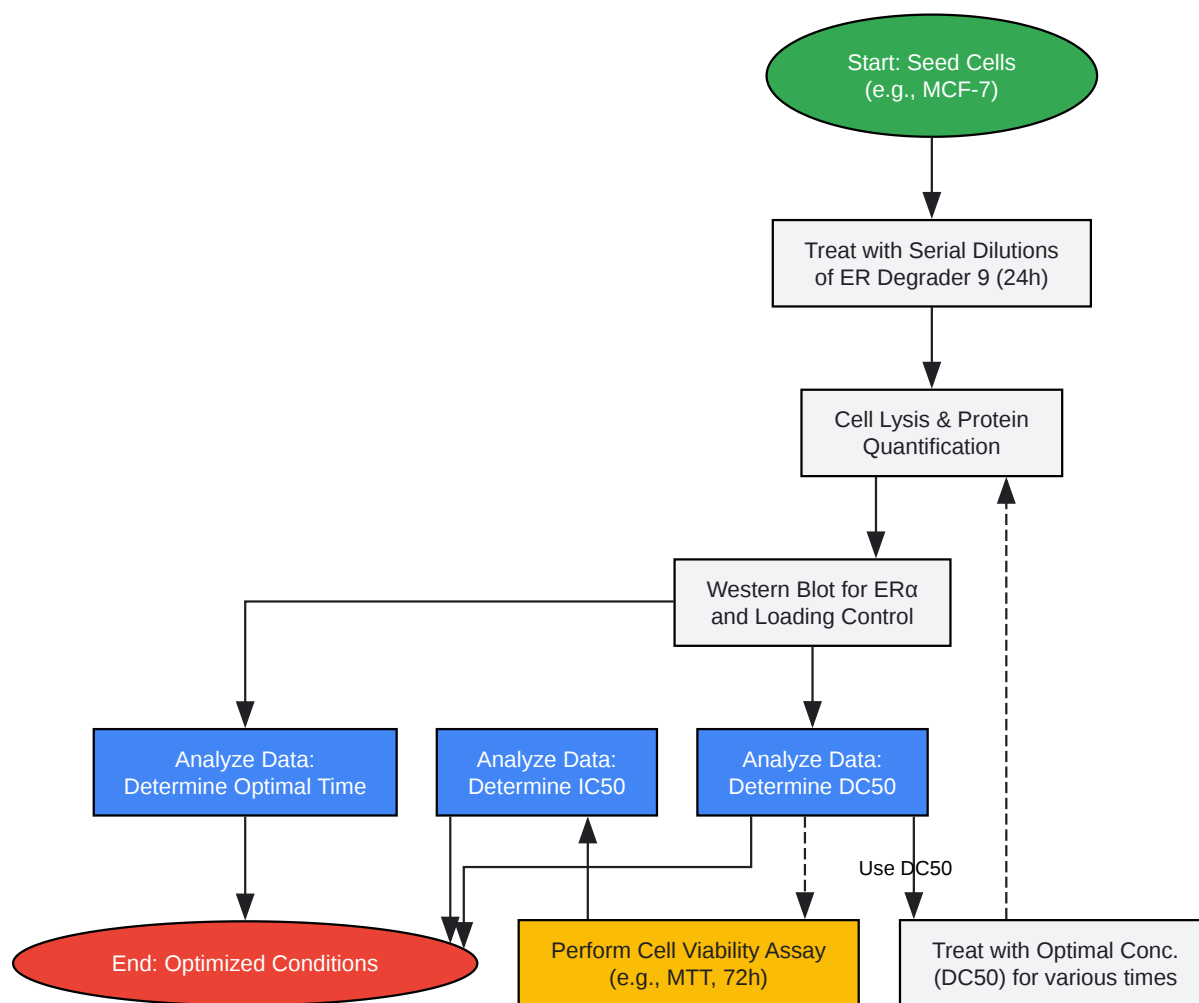 Start: Seed Cells
(e.g., MCF-7)
Treat with Serial Dilutions
of ER Degrader 9 (24h)
Cell Lysis & Protein
Quantification
Western Blot for ERα
and Loading Control
Analyze Data:
Determine Optimal Time
Analyze Data:
Determine IC50
Analyze Data:
Determine DC50
Use DC50
End: Optimized Conditions
Perform Cell Viability Assay
(e.g., MTT, 72h)
Treat with Optimal Conc.
(DC50) for various times